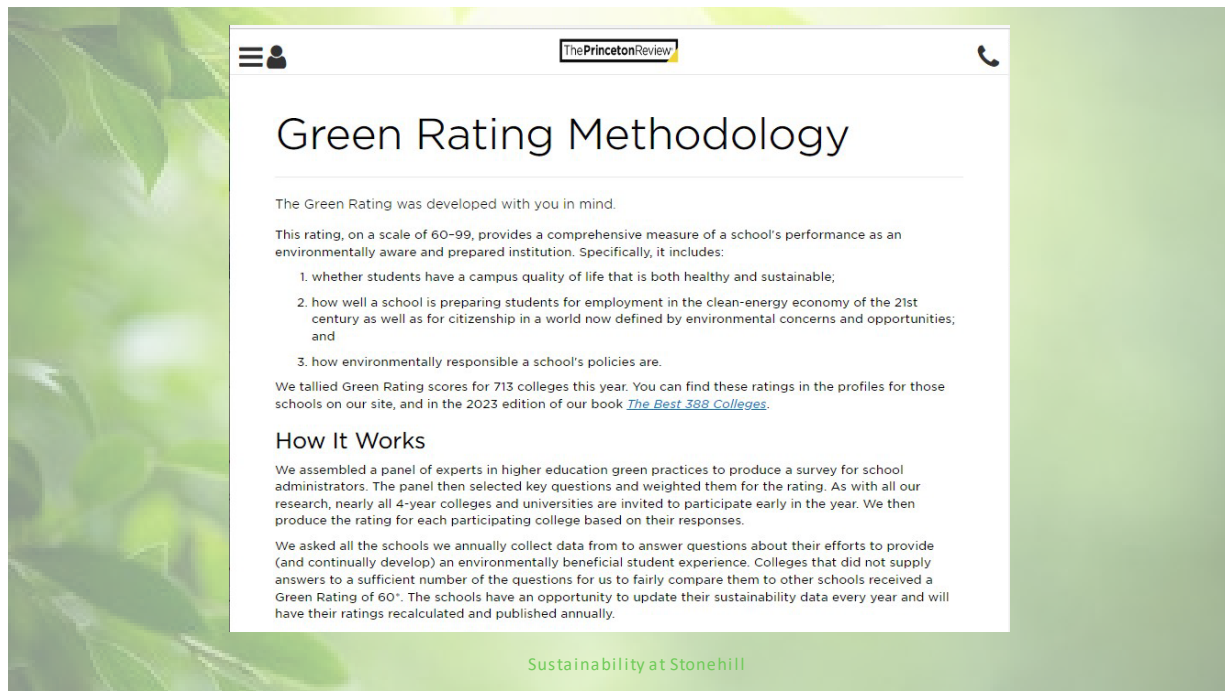 ThePrincetonReview
Green Rating Methodology
The Green Rating was developed with you in mind.
This rating, on a scale of 60–99, provides a comprehensive measure of a school's performance as an
environmentally aware and prepared institution. Specifically, it includes:
1. whether students have a campus quality of life that is both healthy and sustainable;
2. how well a school is preparing students for employment in the clean-energy economy of the 21st
century as well as for citizenship in a world now defined by environmental concerns and opportunities;
and
3. how environmentally responsible a school's policies are.
We tallied Green Rating scores for 713 colleges this year. You can find these ratings in the profiles for those
schools on our site, and in the 2023 edition of our book The Best 388 Colleges.
How It Works
We assembled a panel of experts in higher education green practices to produce a survey for school
administrators. The panel then selected key questions and weighted them for the rating. As with all our
research, nearly all 4-year colleges and universities are invited to participate early in the year. We then
produce the rating for each participating college based on their responses.
We asked all the schools we annually collect data from to answer questions about their efforts to provide
(and continually develop) an environmentally beneficial student experience. Colleges that did not supply
answers to a sufficient number of the questions for us to fairly compare them to other schools received a
Green Rating of 60*. The schools have an opportunity to update their sustainability data every year and will
have their ratings recalculated and published annually.
Sustainability at Stonehill